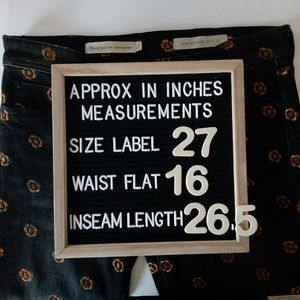 APPROX IN INCHES
MEASUREMENTS
SIZE LABEL 27
WAIST FLAT 16
INSEAM LENGTH 26.5